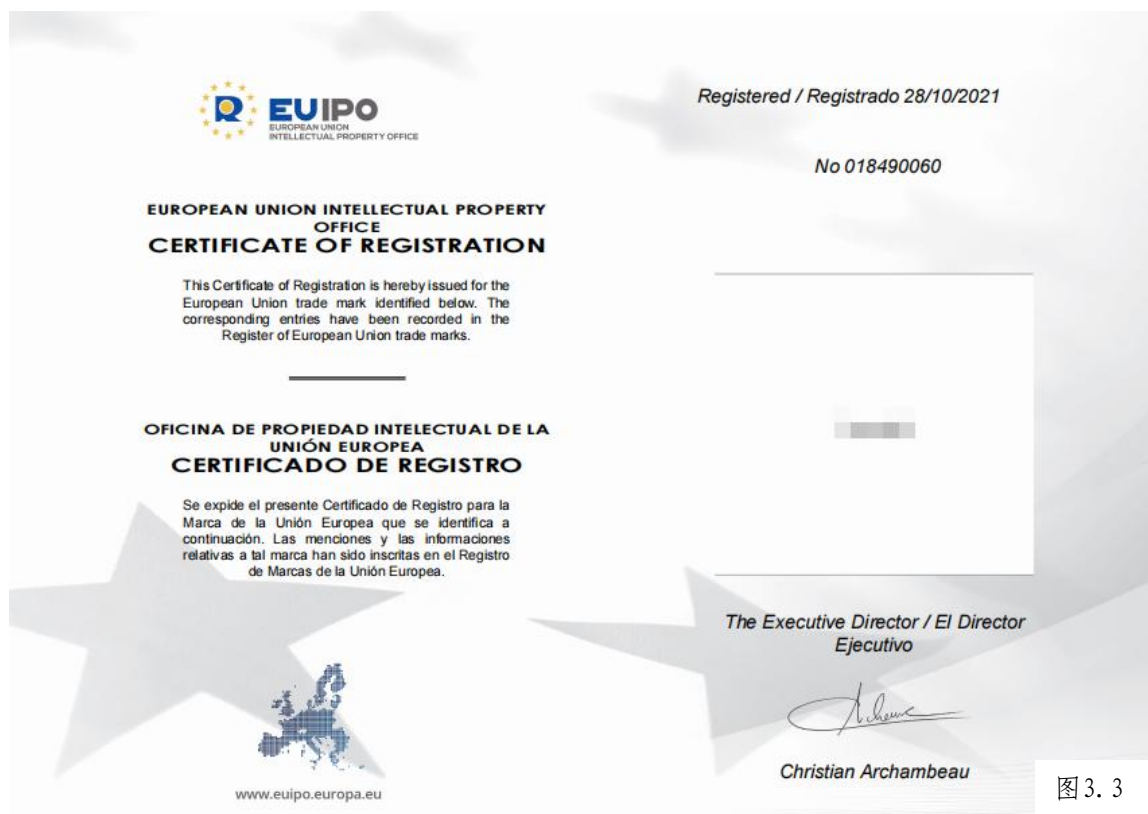 EUIPO
EUROPEAN UNION
INTELLECTUAL PROPERTY OFFICE
EUROPEAN UNION INTELLECTUAL PROPERTY
OFFICE
CERTIFICATE OF REGISTRATION
This Certificate of Registration is hereby issued for the
European Union trade mark identified below. The
corresponding entries have been recorded in the
Register of European Union trade marks.
OFICINA DE PROPIEDAD INTELECTUAL DE LA
UNIÓN EUROPEA
CERTIFICADO DE REGISTRO
Se expide el presente Certificado de Registro para la
Marca de la Unión Europea que se identifica a
continuación. Las menciones y las informaciones
relativas a tal marca han sido inscritas en el Registro
de Marcas de la Unión Europea.
www.euipo.europa.eu
Registered / Registrado 28/10/2021
No 018490060
The Executive Director / El Director
Ejecutivo
Christian Archambeau
图3.3